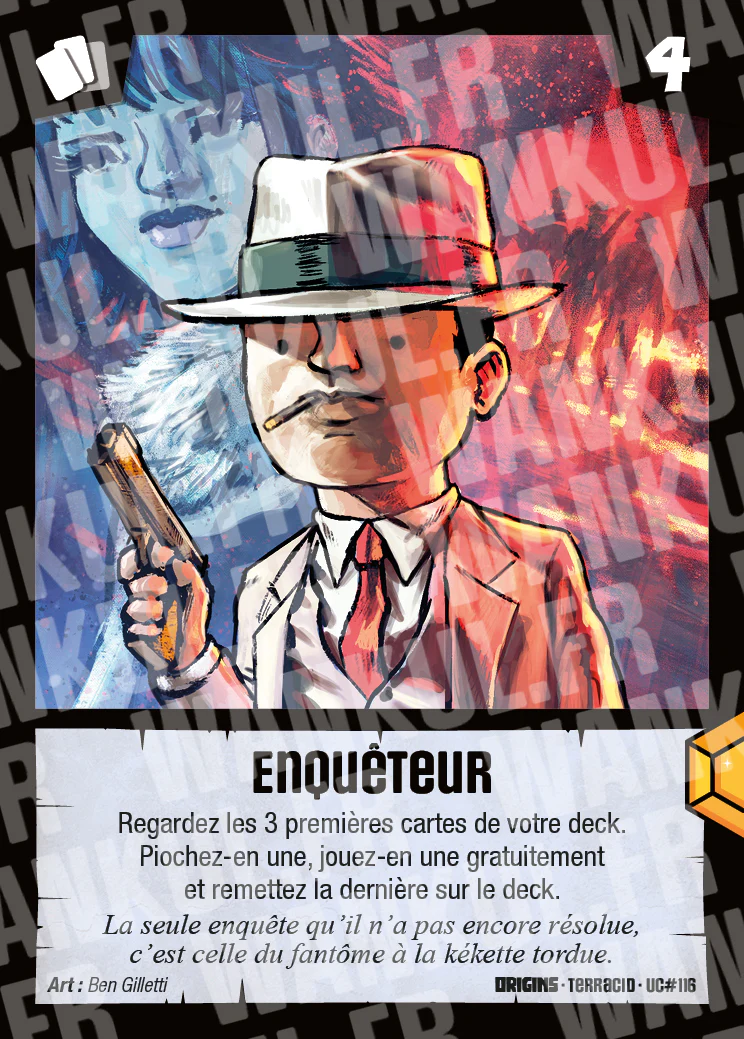 4
ENQUÊTEUR
Regardez les 3 premières cartes de votre deck.
Piochez-en une, jouez-en une gratuitement
et remettez la dernière sur le deck.
La seule enquête qu’il n’a pas encore résolue,
c’est celle du fantôme à la kékette tordue.
Art : Ben Gilletti
ORIGINS · TERRACID · UC#116
WANKUL.FR